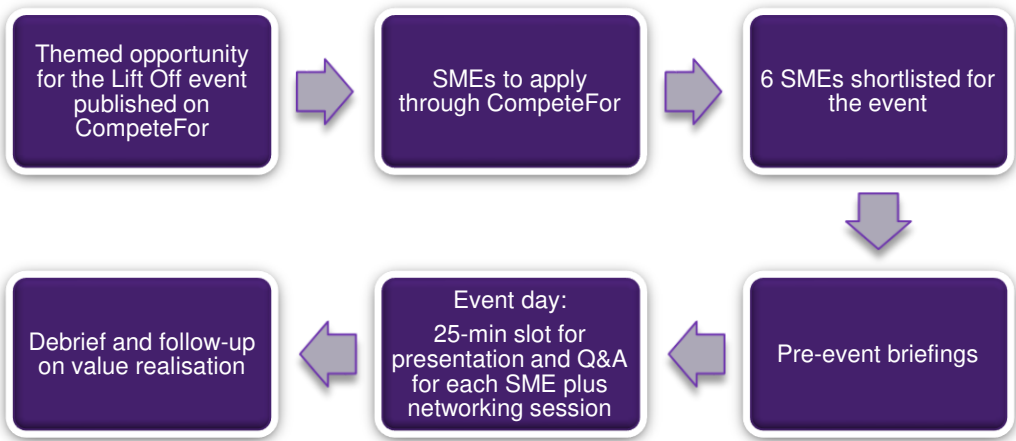 Themed opportunity
for the Lift Off event
published on
CompeteFor
SMEs to apply
through CompeteFor
6 SMEs shortlisted for
the event
Pre-event briefings
Event day:
25-min slot for
presentation and Q&A
for each SME plus
networking session
Debrief and follow-up
on value realisation